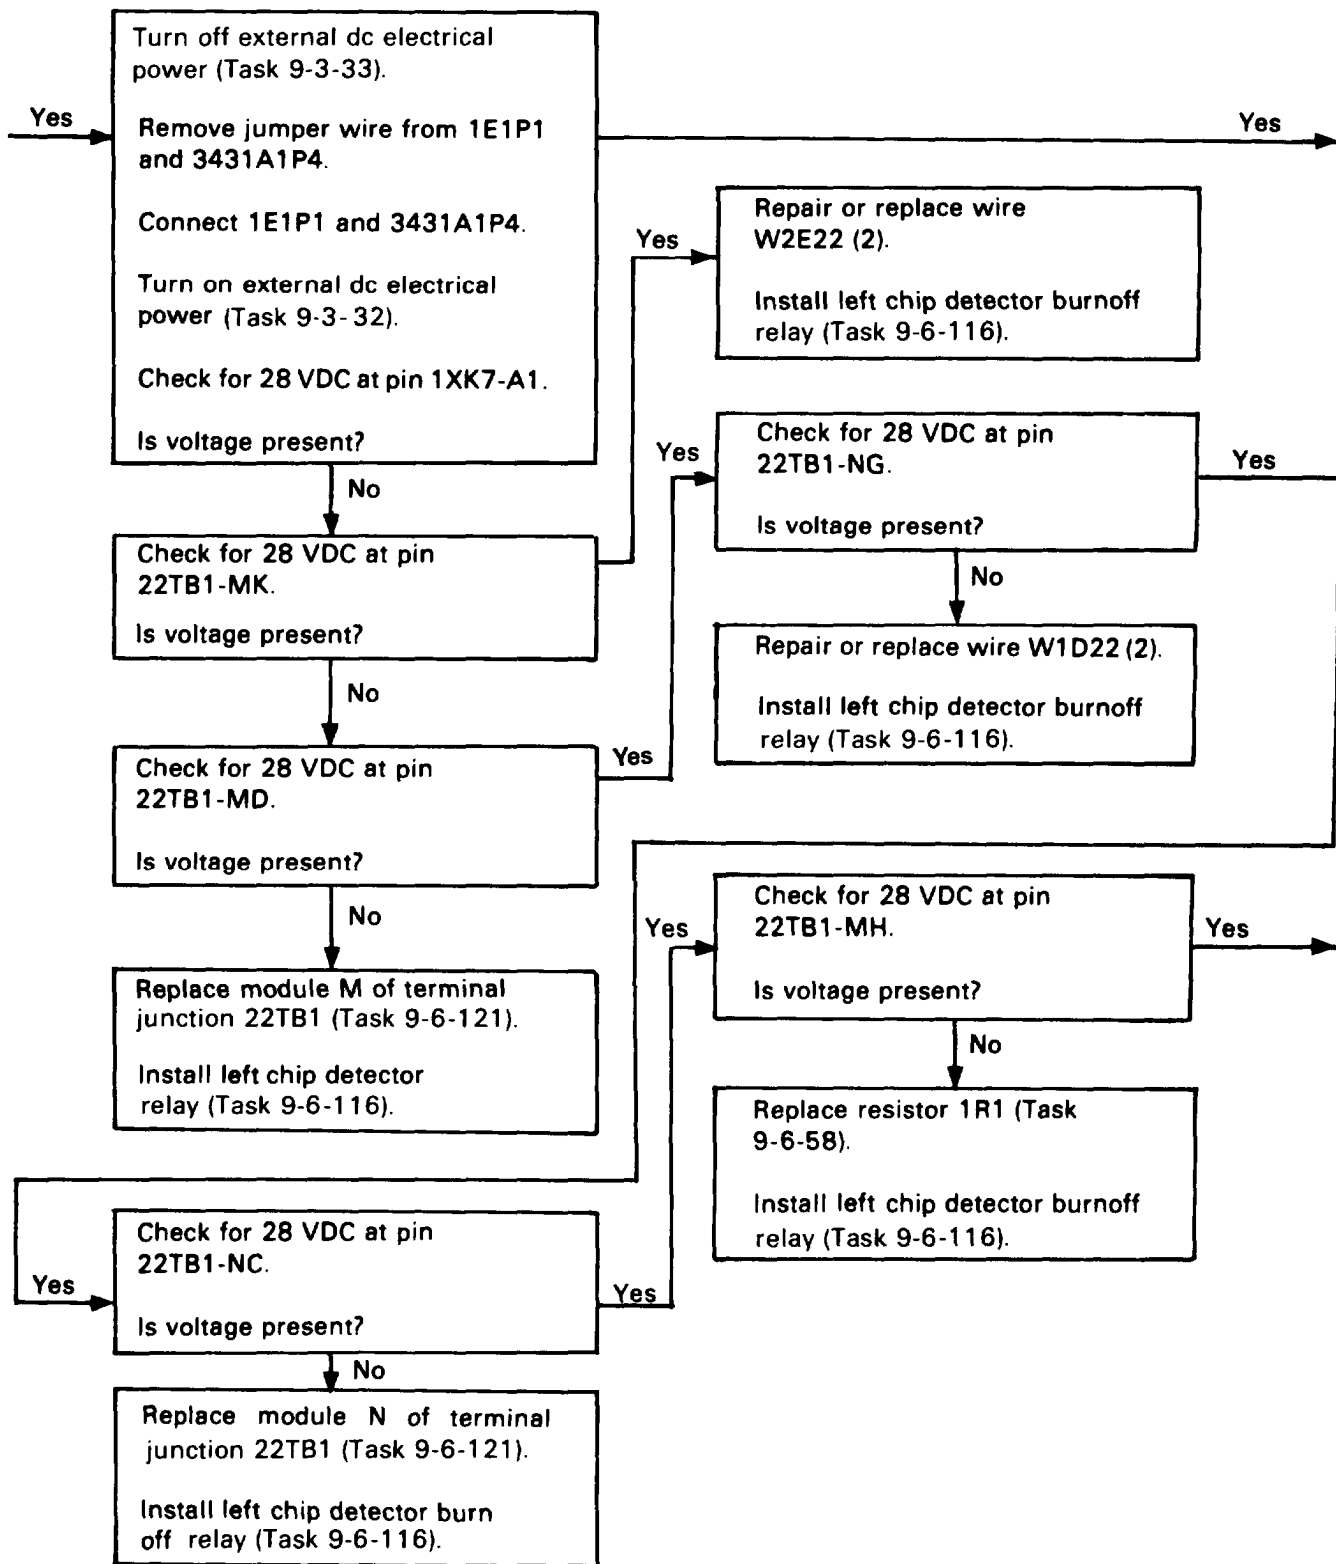 Turn off external dc electrical
power (Task 9-3-33).
Yes
Remove jumper wire from 1E1P1
and 3431A1P4.
Yes
Connect 1E1P1 and 3431A1P4.
Turn on external dc electrical
power (Task 9-3-32).
Check for 28 VDC at pin 1XK7-A1.
Is voltage present?
No
Yes
Repair or replace wire
W2E22 (2).
Install left chip detector burnoff
relay (Task 9-6-116).
Check for 28 VDC at pin
22TB1-MK.
Is voltage present?
No
Yes
Check for 28 VDC at pin
22TB1-NG.
Is voltage present?
Yes
No
Repair or replace wire W1D22 (2).
Install left chip detector burnoff
relay (Task 9-6-116).
Check for 28 VDC at pin
22TB1-MD.
Is voltage present?
Yes
No
Replace module M of terminal
junction 22TB1 (Task 9-6-121).
Install left chip detector
relay (Task 9-6-116).
Yes
Check for 28 VDC at pin
22TB1-MH.
Is voltage present?
Yes
No
Replace resistor 1R1 (Task
9-6-58).
Install left chip detector burnoff
relay (Task 9-6-116).
Yes
Check for 28 VDC at pin
22TB1-NC.
Is voltage present?
Yes
No
Replace module N of terminal
junction 22TB1 (Task 9-6-121).
Install left chip detector burn
off relay (Task 9-6-116).